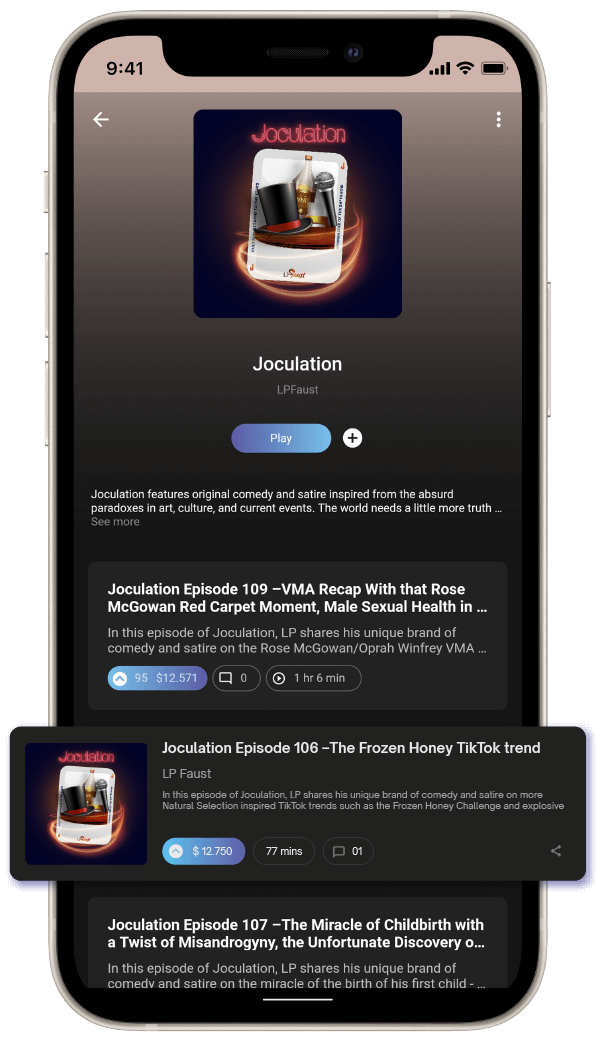 9:41
Joculation
J
LPFaust
Joculation
LPFaust
Play
Joculation features original comedy and satire inspired from the absurd
paradoxes in art, culture, and current events. The world needs a little more truth ...
See more
Joculation Episode 109 –VMA Recap With that Rose
McGowan Red Carpet Moment, Male Sexual Health in ...
In this episode of Joculation, LP shares his unique brand of
comedy and satire on the Rose McGowan/Oprah Winfrey VMA ...
95 $12.571 0 1 hr 6 min
Joculation
Joculation Episode 106 –The Frozen Honey TikTok trend
LP Faust
In this episode of Joculation, LP shares his unique brand of comedy and satire on more
Natural Selection inspired TikTok trends such as the Frozen Honey Challenge and explosive
$ 12.750 77 mins 01
Joculation Episode 107 –The Miracle of Childbirth with
a Twist of Misandrogyny, the Unfortunate Discovery o...
In this episode of Joculation, LP shares his unique brand of
comedy and satire on the miracle of the birth of his first child - ...